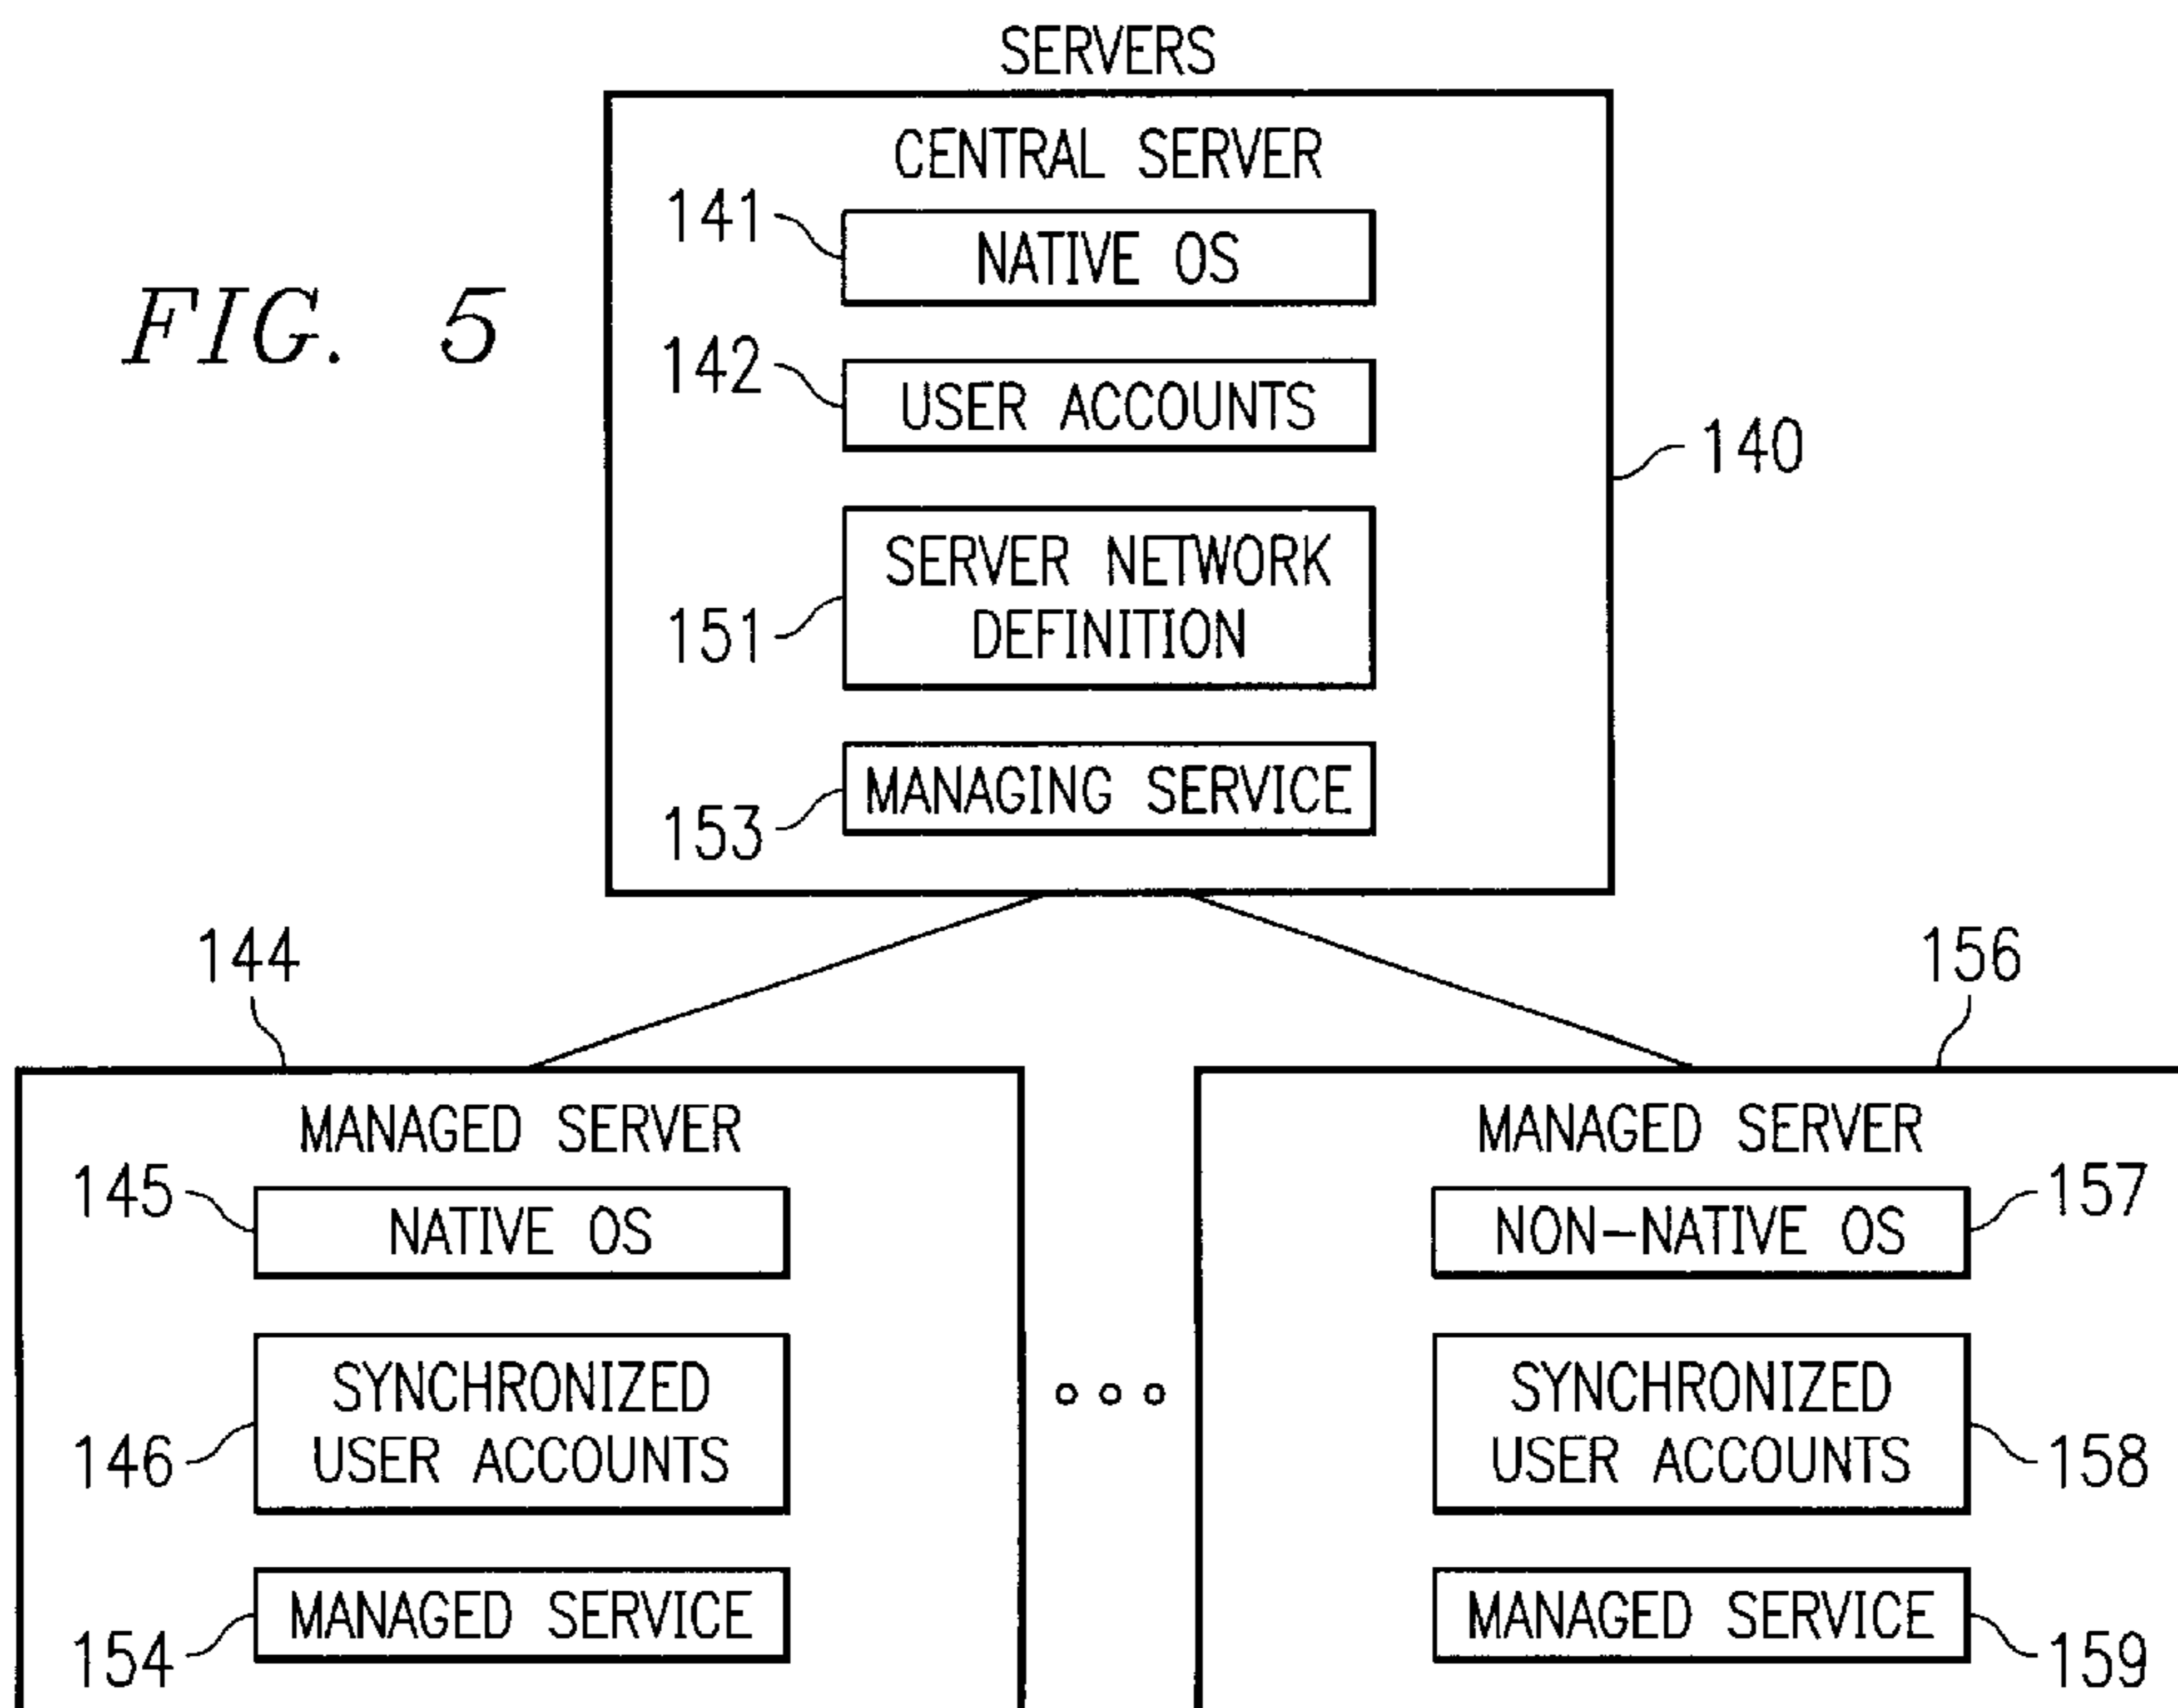 SERVERS
CENTRAL SERVER
141
NATIVE OS
FIG. 5
142
USER ACCOUNTS
140
SERVER NETWORK
DEFINITION
151
MANAGING SERVICE
153
144
156
MANAGED SERVER
145
NATIVE OS
SYNCHRONIZED
USER ACCOUNTS
146
MANAGED SERVICE
154
MANAGED SERVER
NON-NATIVE OS
157
SYNCHRONIZED
USER ACCOUNTS
158
MANAGED SERVICE
159